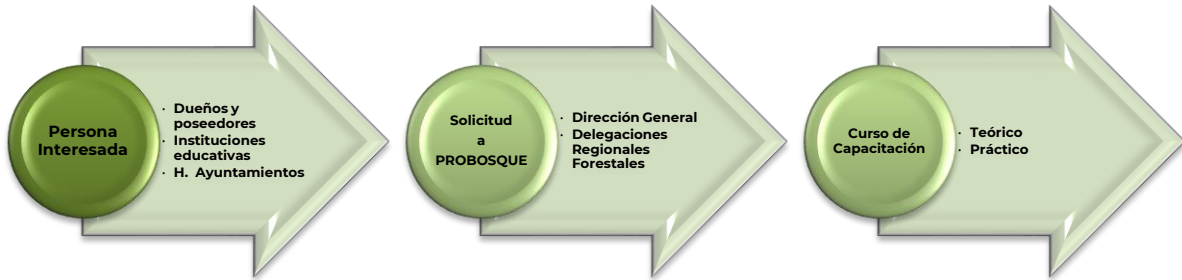 Persona
Interesada
· Dueños y
poseedores
· Instituciones
educativas
· H. Ayuntamientos
Solicitud
a
PROBOSQUE
· Dirección General
· Delegaciones
Regionales
Forestales
Curso de
Capacitación
· Teórico
· Práctico